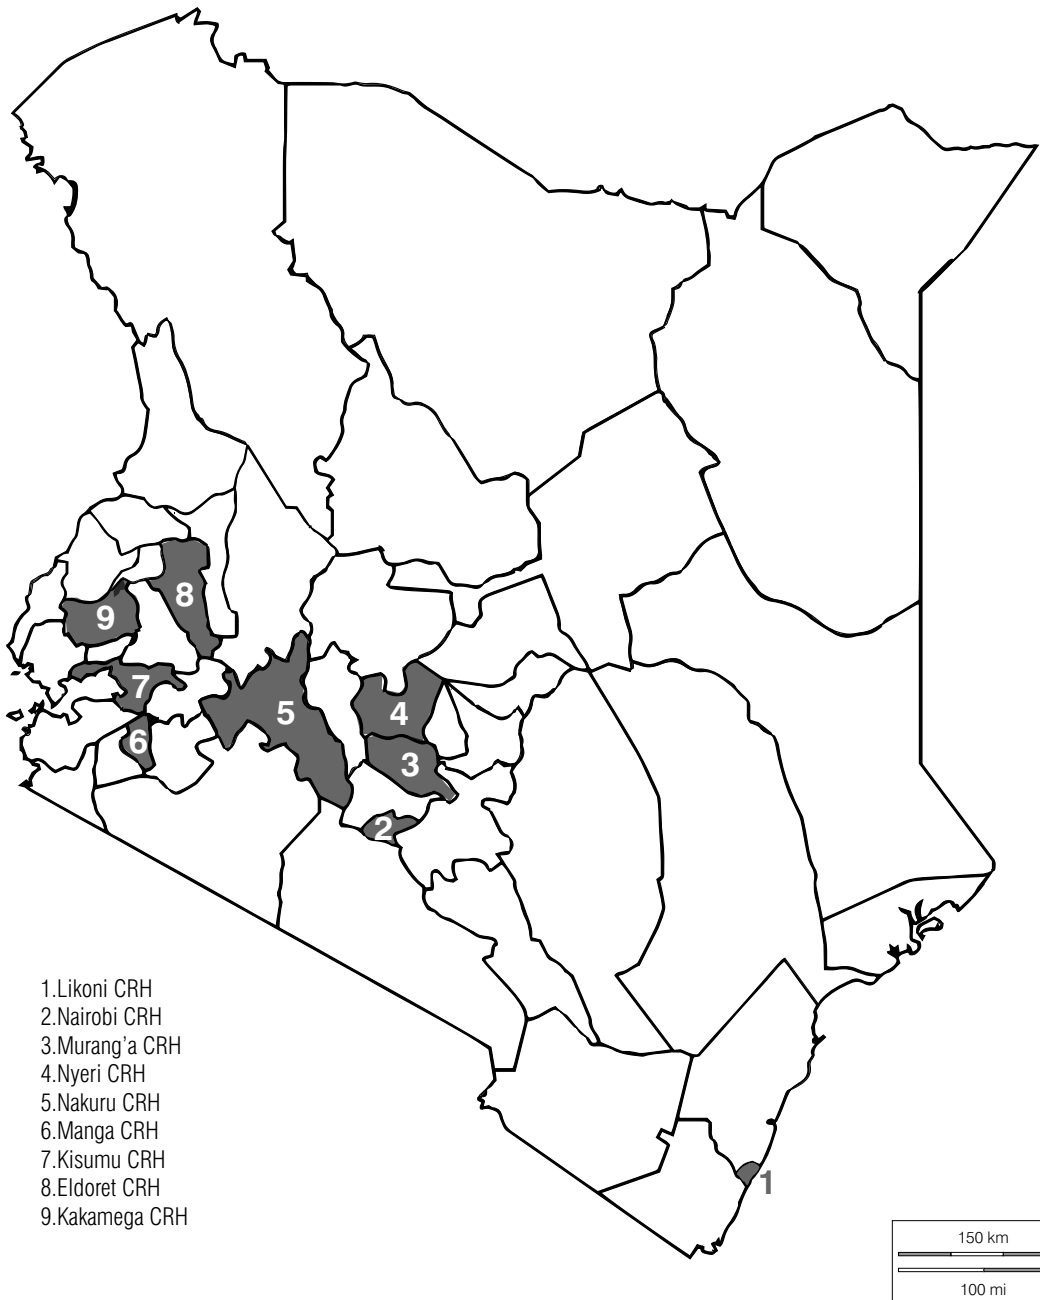 8
9
7
5
4
6
3
2
1.Likoni CRH
2.Nairobi CRH
3.Murang’a CRH
4.Nyeri CRH
5.Nakuru CRH
6.Manga CRH
7.Kisumu CRH
8.Eldoret CRH
9.Kakamega CRH
1
150 km
100 mi